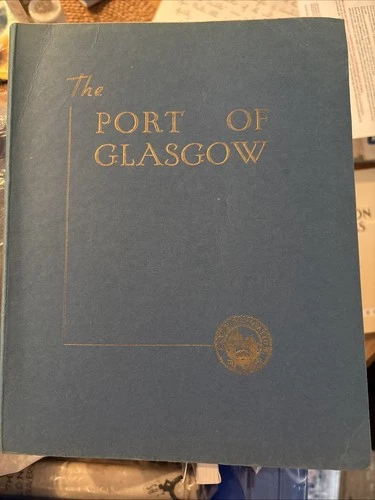 The
PORT OF
GLASGOW